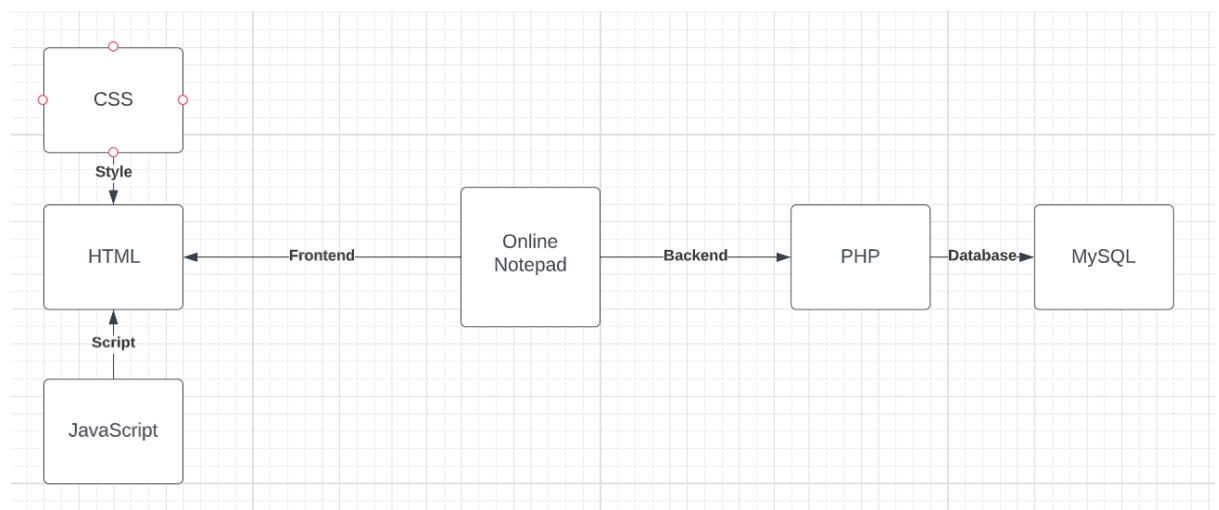 CSS
Style
HTML
Frontend
Online
Notepad
Backend
PHP
Database
MySQL
Script
JavaScript